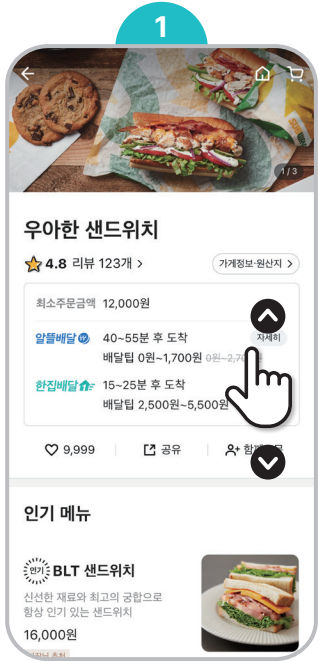 1
1 / 3
우아한 샌드위치
4.8 리뷰 123개 >
가게정보·원산지 >
최소주문금액 12,000원
알뜰배달 40~55분 후 도착
자세히
배달팁 0원~1,700원 0원~2,70
한집배달 15~25분 후 도착
배달팁 2,500원~5,500원
9,999
공유
함께
인기 메뉴
인기 BLT 샌드위치
신선한 재료와 최고의 궁합으로
항상 인기 있는 샌드위치
16,000원